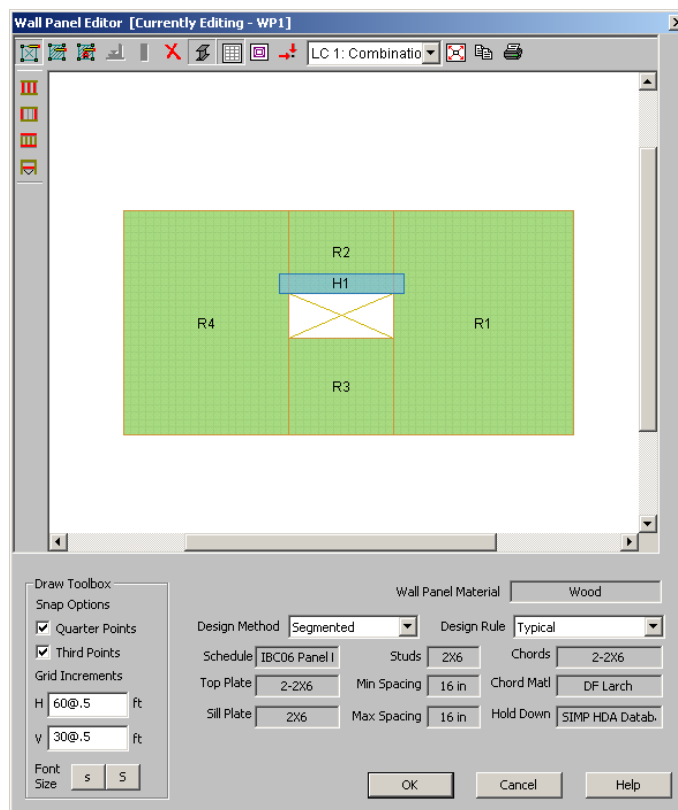 Wall Panel Editor [Currently Editing - WP1]
LC 1: Combinatio
R2
H1
R4
R1
R3
Draw Toolbox
Snap Options
Quarter Points
Third Points
Grid Increments
H 60@.5 ft
V 30@.5 ft
Font Size s S
Wall Panel Material Wood
Design Method Segmented Design Rule Typical
Schedule IBC06 Panel I Studs 2X6 Chords 2-2X6
Top Plate 2-2X6 Min Spacing 16 in Chord Matl DF Larch
Sill Plate 2X6 Max Spacing 16 in Hold Down SIMP HDA Datab.
OK Cancel Help